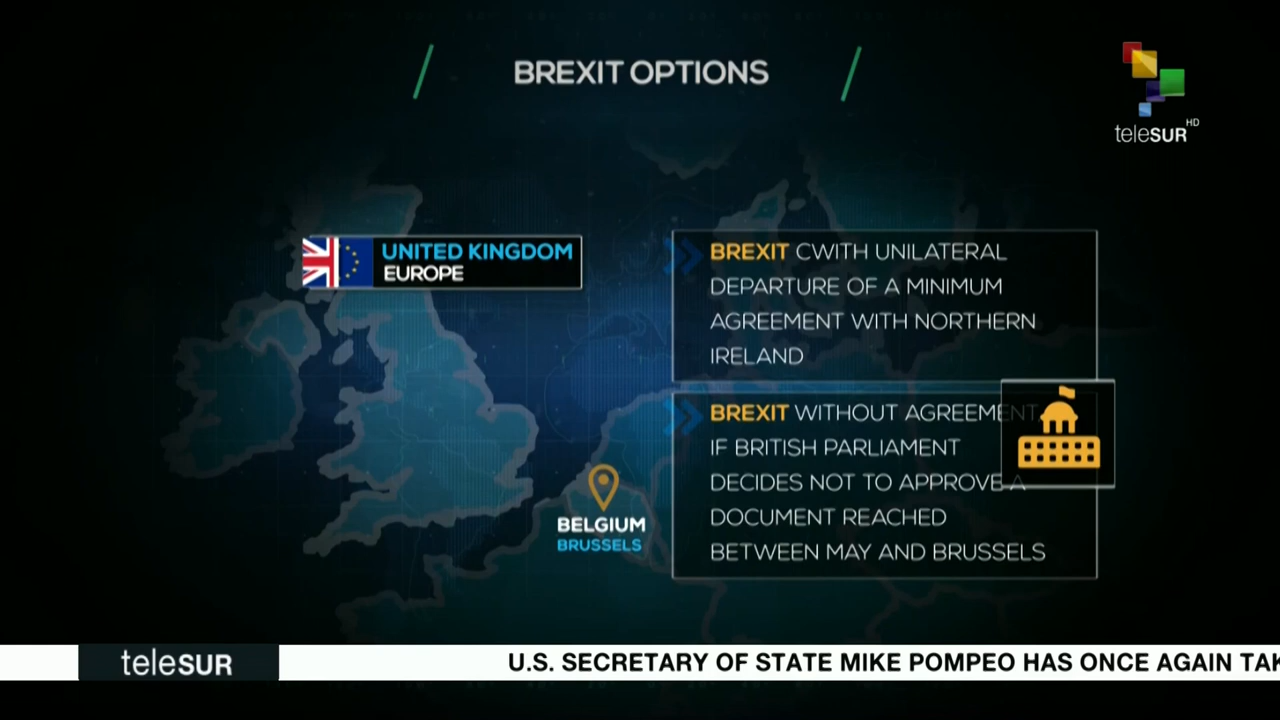 BREXIT OPTIONS
teleSUR HD
UNITED KINGDOM
EUROPE
BREXIT CWITH UNILATERAL
DEPARTURE OF A MINIMUM
AGREEMENT WITH NORTHERN
IRELAND
BREXIT WITHOUT AGREEMENT
IF BRITISH PARLIAMENT
DECIDES NOT TO APPROVE A
DOCUMENT REACHED
BETWEEN MAY AND BRUSSELS
BELGIUM
BRUSSELS
teleSUR
U.S. SECRETARY OF STATE MIKE POMPEO HAS ONCE AGAIN TAK